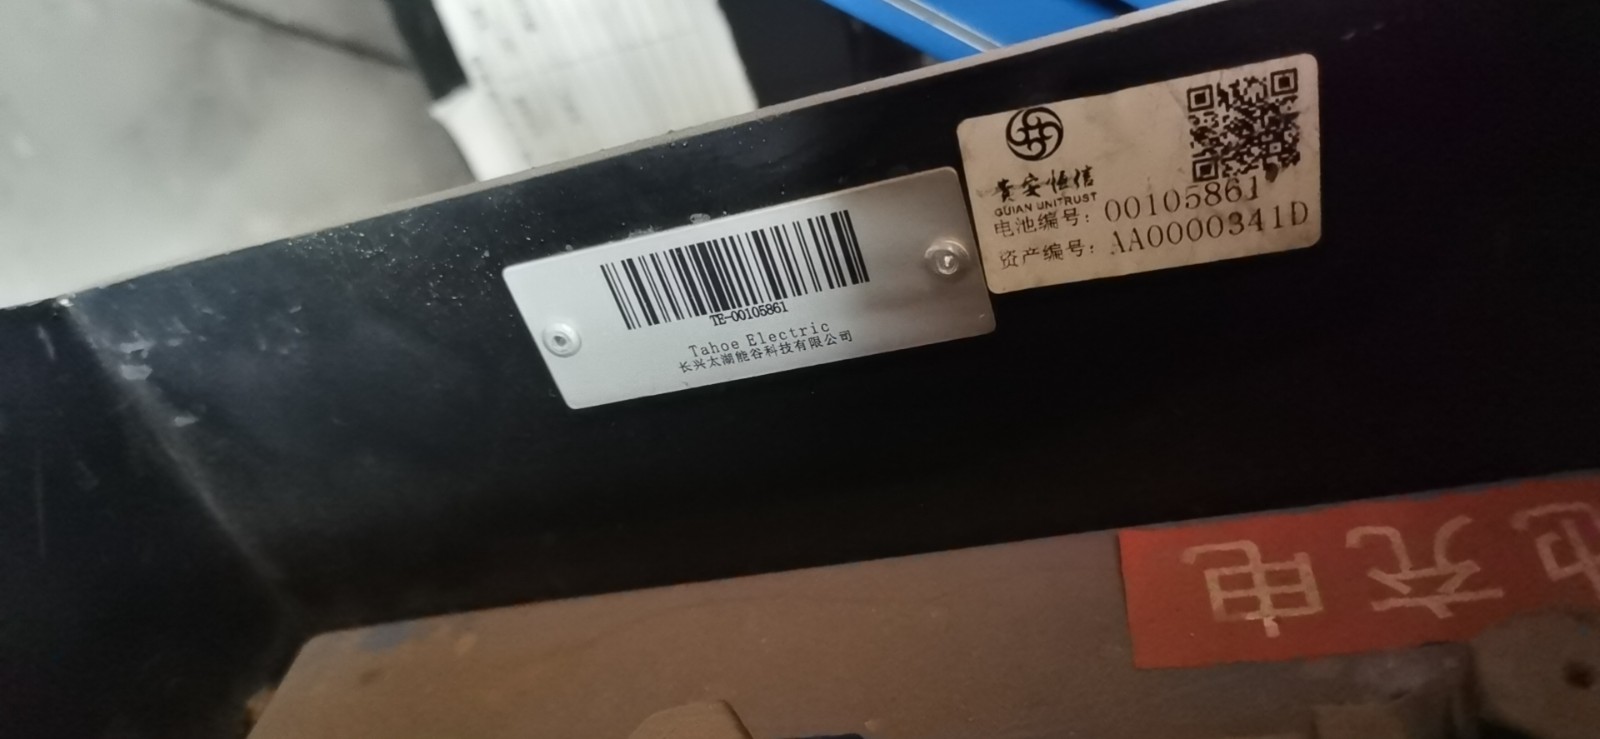 TE-00105861
Tahoe Electric
长兴太湖能谷科技有限公司
贵安恒信
GUIAN UNITRUST
电池编号：00105861
资产编号：AA0000341D
电充电